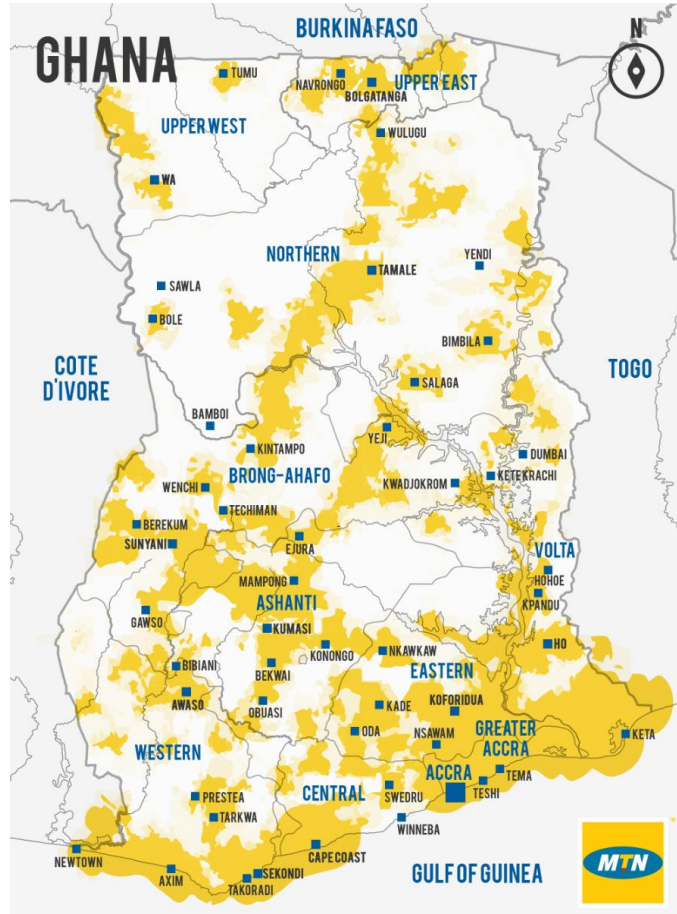 BURKINA FASO
N
GHANA
TUMU
NAVRONGO
UPPER EAST
BOLGATANGA
UPPER WEST
WULUGU
WA
NORTHERN
YENDI
TAMALE
SAWLA
BOLE
BIMBILA
COTE
D'IVORE
TOGO
SALAGA
BAMBOI
YEJI
KINTAMPO
DUMBAI
BRONG-AHAFO
KETE KRACHI
WENCHI
KWADJOKROM
TECHIMAN
BEREKUM
EJURA
SUNYANI
VOLTA
HOHOE
MAMPONG
KPANDU
ASHANTI
GAWSO
KUMASI
KONONGO
NKAWKAW
HO
EASTERN
BIBIANI
BEKWAI
AWASO
OBUASI
KADE
KOFORIDUA
ODA
NSAWAM
GREATER
ACCRA
KETA
WESTERN
ACCRA
TEMA
TESHI
CENTRAL
SWEDRU
PRESTEA
TARKWA
WINNEBA
CAPE COAST
NEWTOWN
AXIM
SEKONDI
TAKORADI
GULF OF GUINEA
MTN